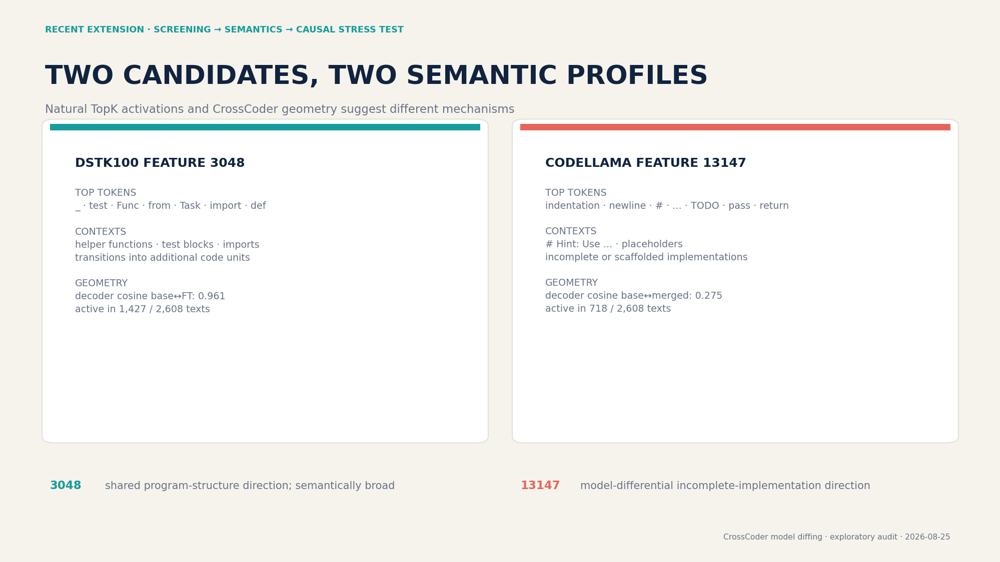 RECENT EXTENSION · SCREENING → SEMANTICS → CAUSAL STRESS TEST
TWO CANDIDATES, TWO SEMANTIC PROFILES
Natural TopK activations and CrossCoder geometry suggest different mechanisms
DSTK100 FEATURE 3048
TOP TOKENS
_ · test · Func · from · Task · import · def
CONTEXTS
helper functions · test blocks · imports
transitions into additional code units
GEOMETRY
decoder cosine base↔FT: 0.961
active in 1,427 / 2,608 texts
CODELLAMA FEATURE 13147
TOP TOKENS
indentation · newline · # · ... · TODO · pass · return
CONTEXTS
# Hint: Use ... · placeholders
incomplete or scaffolded implementations
GEOMETRY
decoder cosine base↔merged: 0.275
active in 718 / 2,608 texts
3048 shared program-structure direction; semantically broad
13147 model-differential incomplete-implementation direction
CrossCoder model diffing · exploratory audit · 2026-08-25